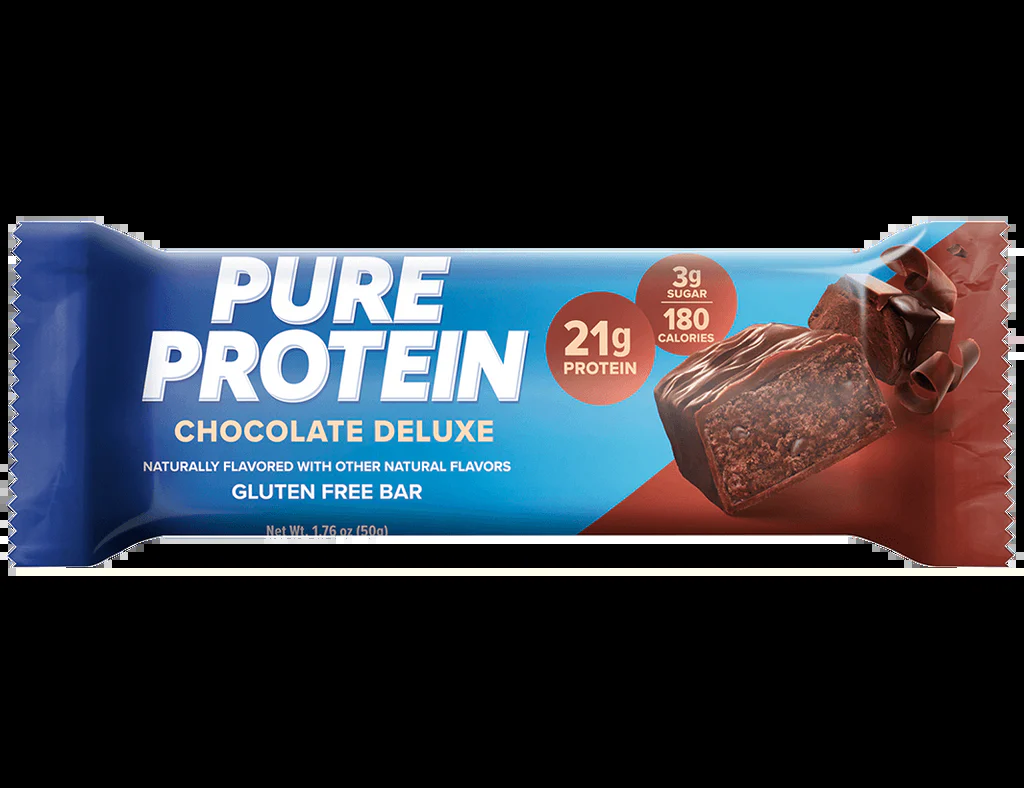 PURE
PROTEIN
CHOCOLATE DELUXE
NATURALLY FLAVORED WITH OTHER NATURAL FLAVORS
GLUTEN FREE BAR
Net Wt. 1.76 oz (50g)
21g
PROTEIN
3g
SUGAR
180
CALORIES